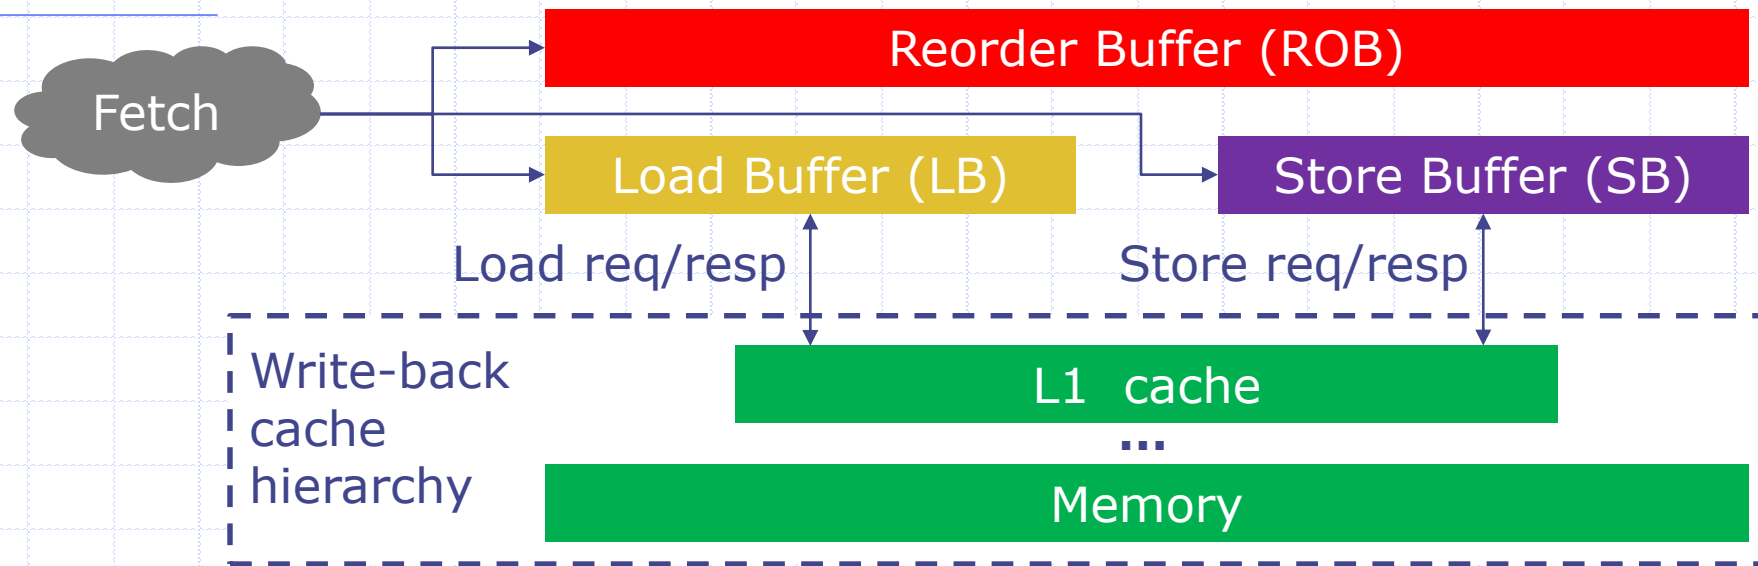 Reorder Buffer (ROB)
Fetch
Load Buffer (LB)
Store Buffer (SB)
Load req/resp
Store req/resp
Write-back
cache
hierarchy
L1 cache
...
Memory